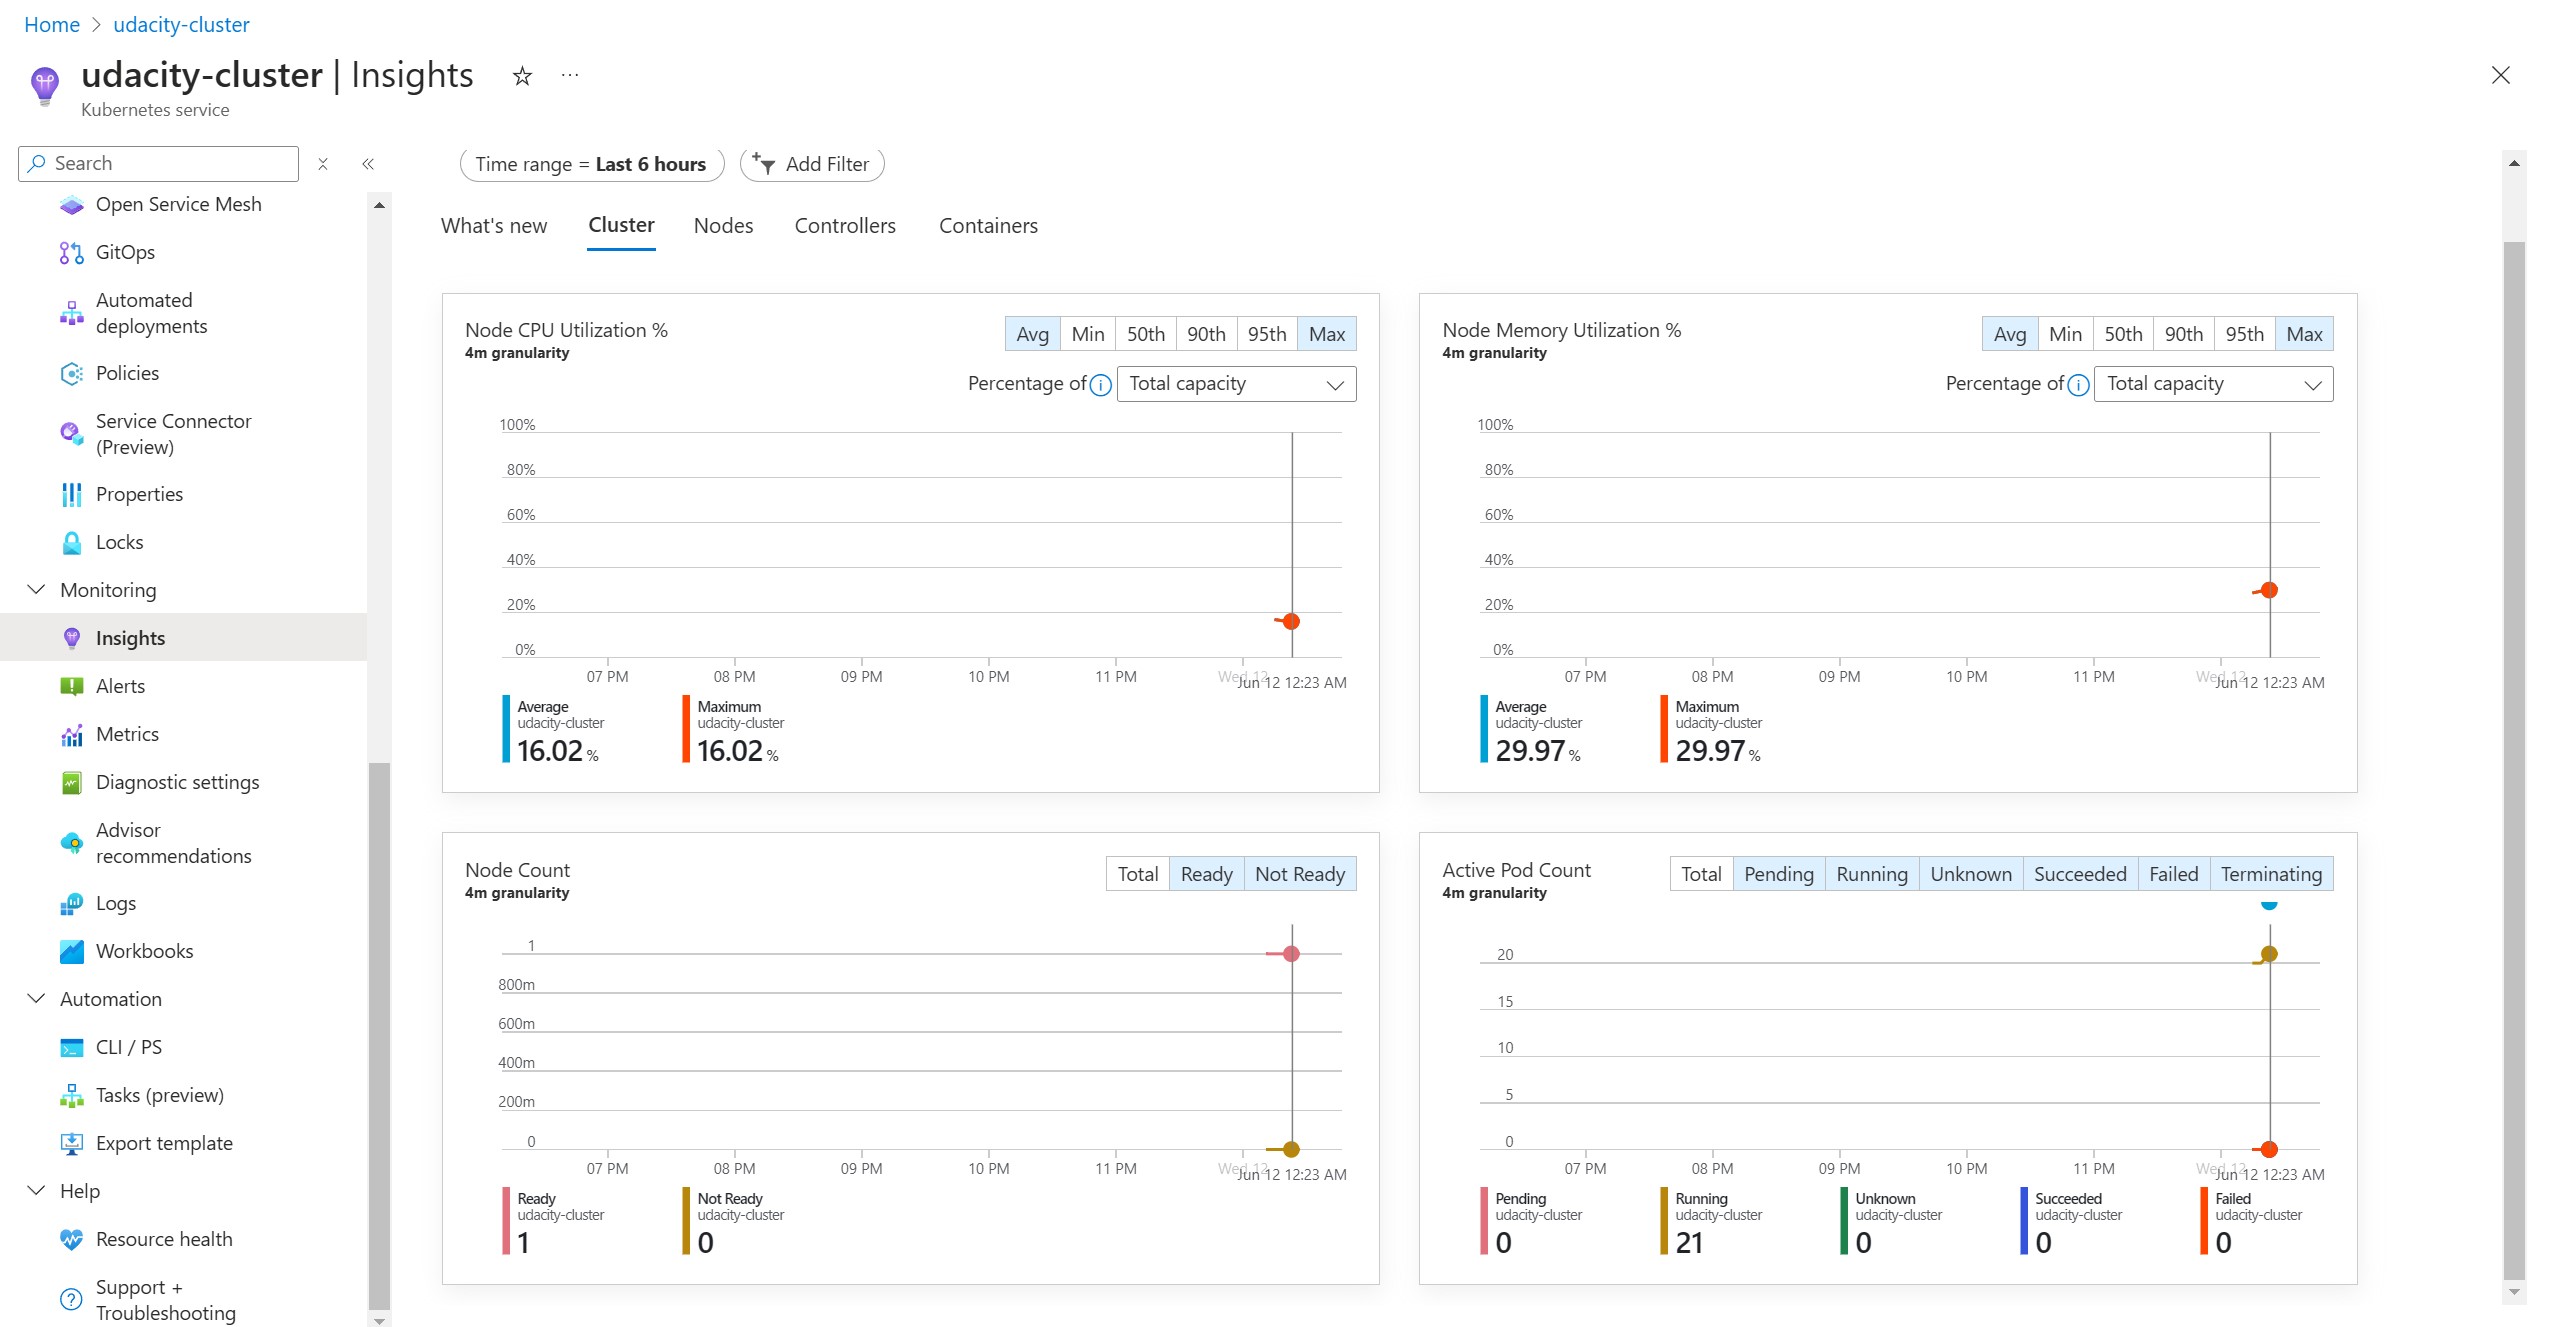 Home > udacity-cluster
udacity-cluster | Insights
Kubernetes service
Search
Open Service Mesh
GitOps
Automated
deployments
Policies
Service Connector
(Preview)
Properties
Locks
Monitoring
Insights
Alerts
Metrics
Diagnostic settings
Advisor
recommendations
Logs
Workbooks
Automation
CLI / PS
Tasks (preview)
Export template
Help
Resource health
Support +
Troubleshooting
Time range = Last 6 hours
Add Filter
What's new Cluster Nodes Controllers Containers
Node CPU Utilization %
4m granularity
Avg Min 50th 90th 95th Max
Percentage of Total capacity
100%
80%
60%
40%
20%
0%
07 PM 08 PM 09 PM 10 PM 11 PM Wed 12
Jun 12 12:23 AM
Average
udacity-cluster
16.02 %
Maximum
udacity-cluster
16.02 %
Node Memory Utilization %
4m granularity
Avg Min 50th 90th 95th Max
Percentage of Total capacity
100%
80%
60%
40%
20%
0%
07 PM 08 PM 09 PM 10 PM 11 PM Wed 12
Jun 12 12:23 AM
Average
udacity-cluster
29.97 %
Maximum
udacity-cluster
29.97 %
Node Count
4m granularity
Total Ready Not Ready
1
800m
600m
400m
200m
0
07 PM 08 PM 09 PM 10 PM 11 PM Wed 12
Jun 12 12:23 AM
Ready
udacity-cluster
1
Not Ready
udacity-cluster
0
Active Pod Count
4m granularity
Total Pending Running Unknown Succeeded Failed Terminating
20
15
10
5
0
07 PM 08 PM 09 PM 10 PM 11 PM Wed 12
Jun 12 12:23 AM
Pending
udacity-cluster
0
Running
udacity-cluster
21
Unknown
udacity-cluster
0
Succeeded
udacity-cluster
0
Failed
udacity-cluster
0